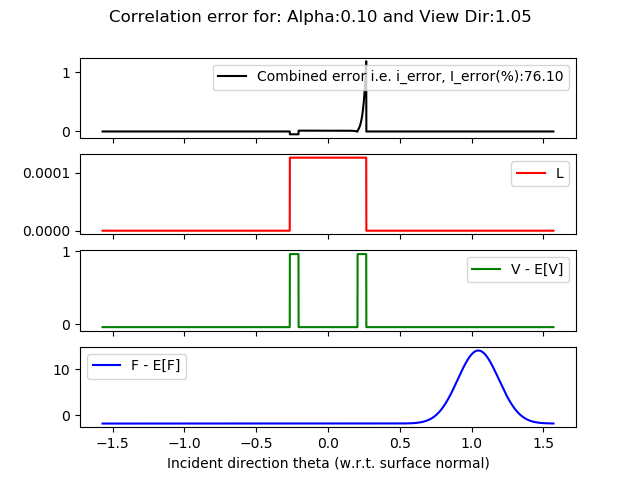 Correlation error for: Alpha:0.10 and View Dir:1.05
1
0
Combined error i.e. i_error, I_error(%):76.10
0.0001
0.0000
L
1
0
V - E[V]
10
0
F - E[F]
−1.5 −1.0 −0.5 0.0 0.5 1.0 1.5
Incident direction theta (w.r.t. surface normal)